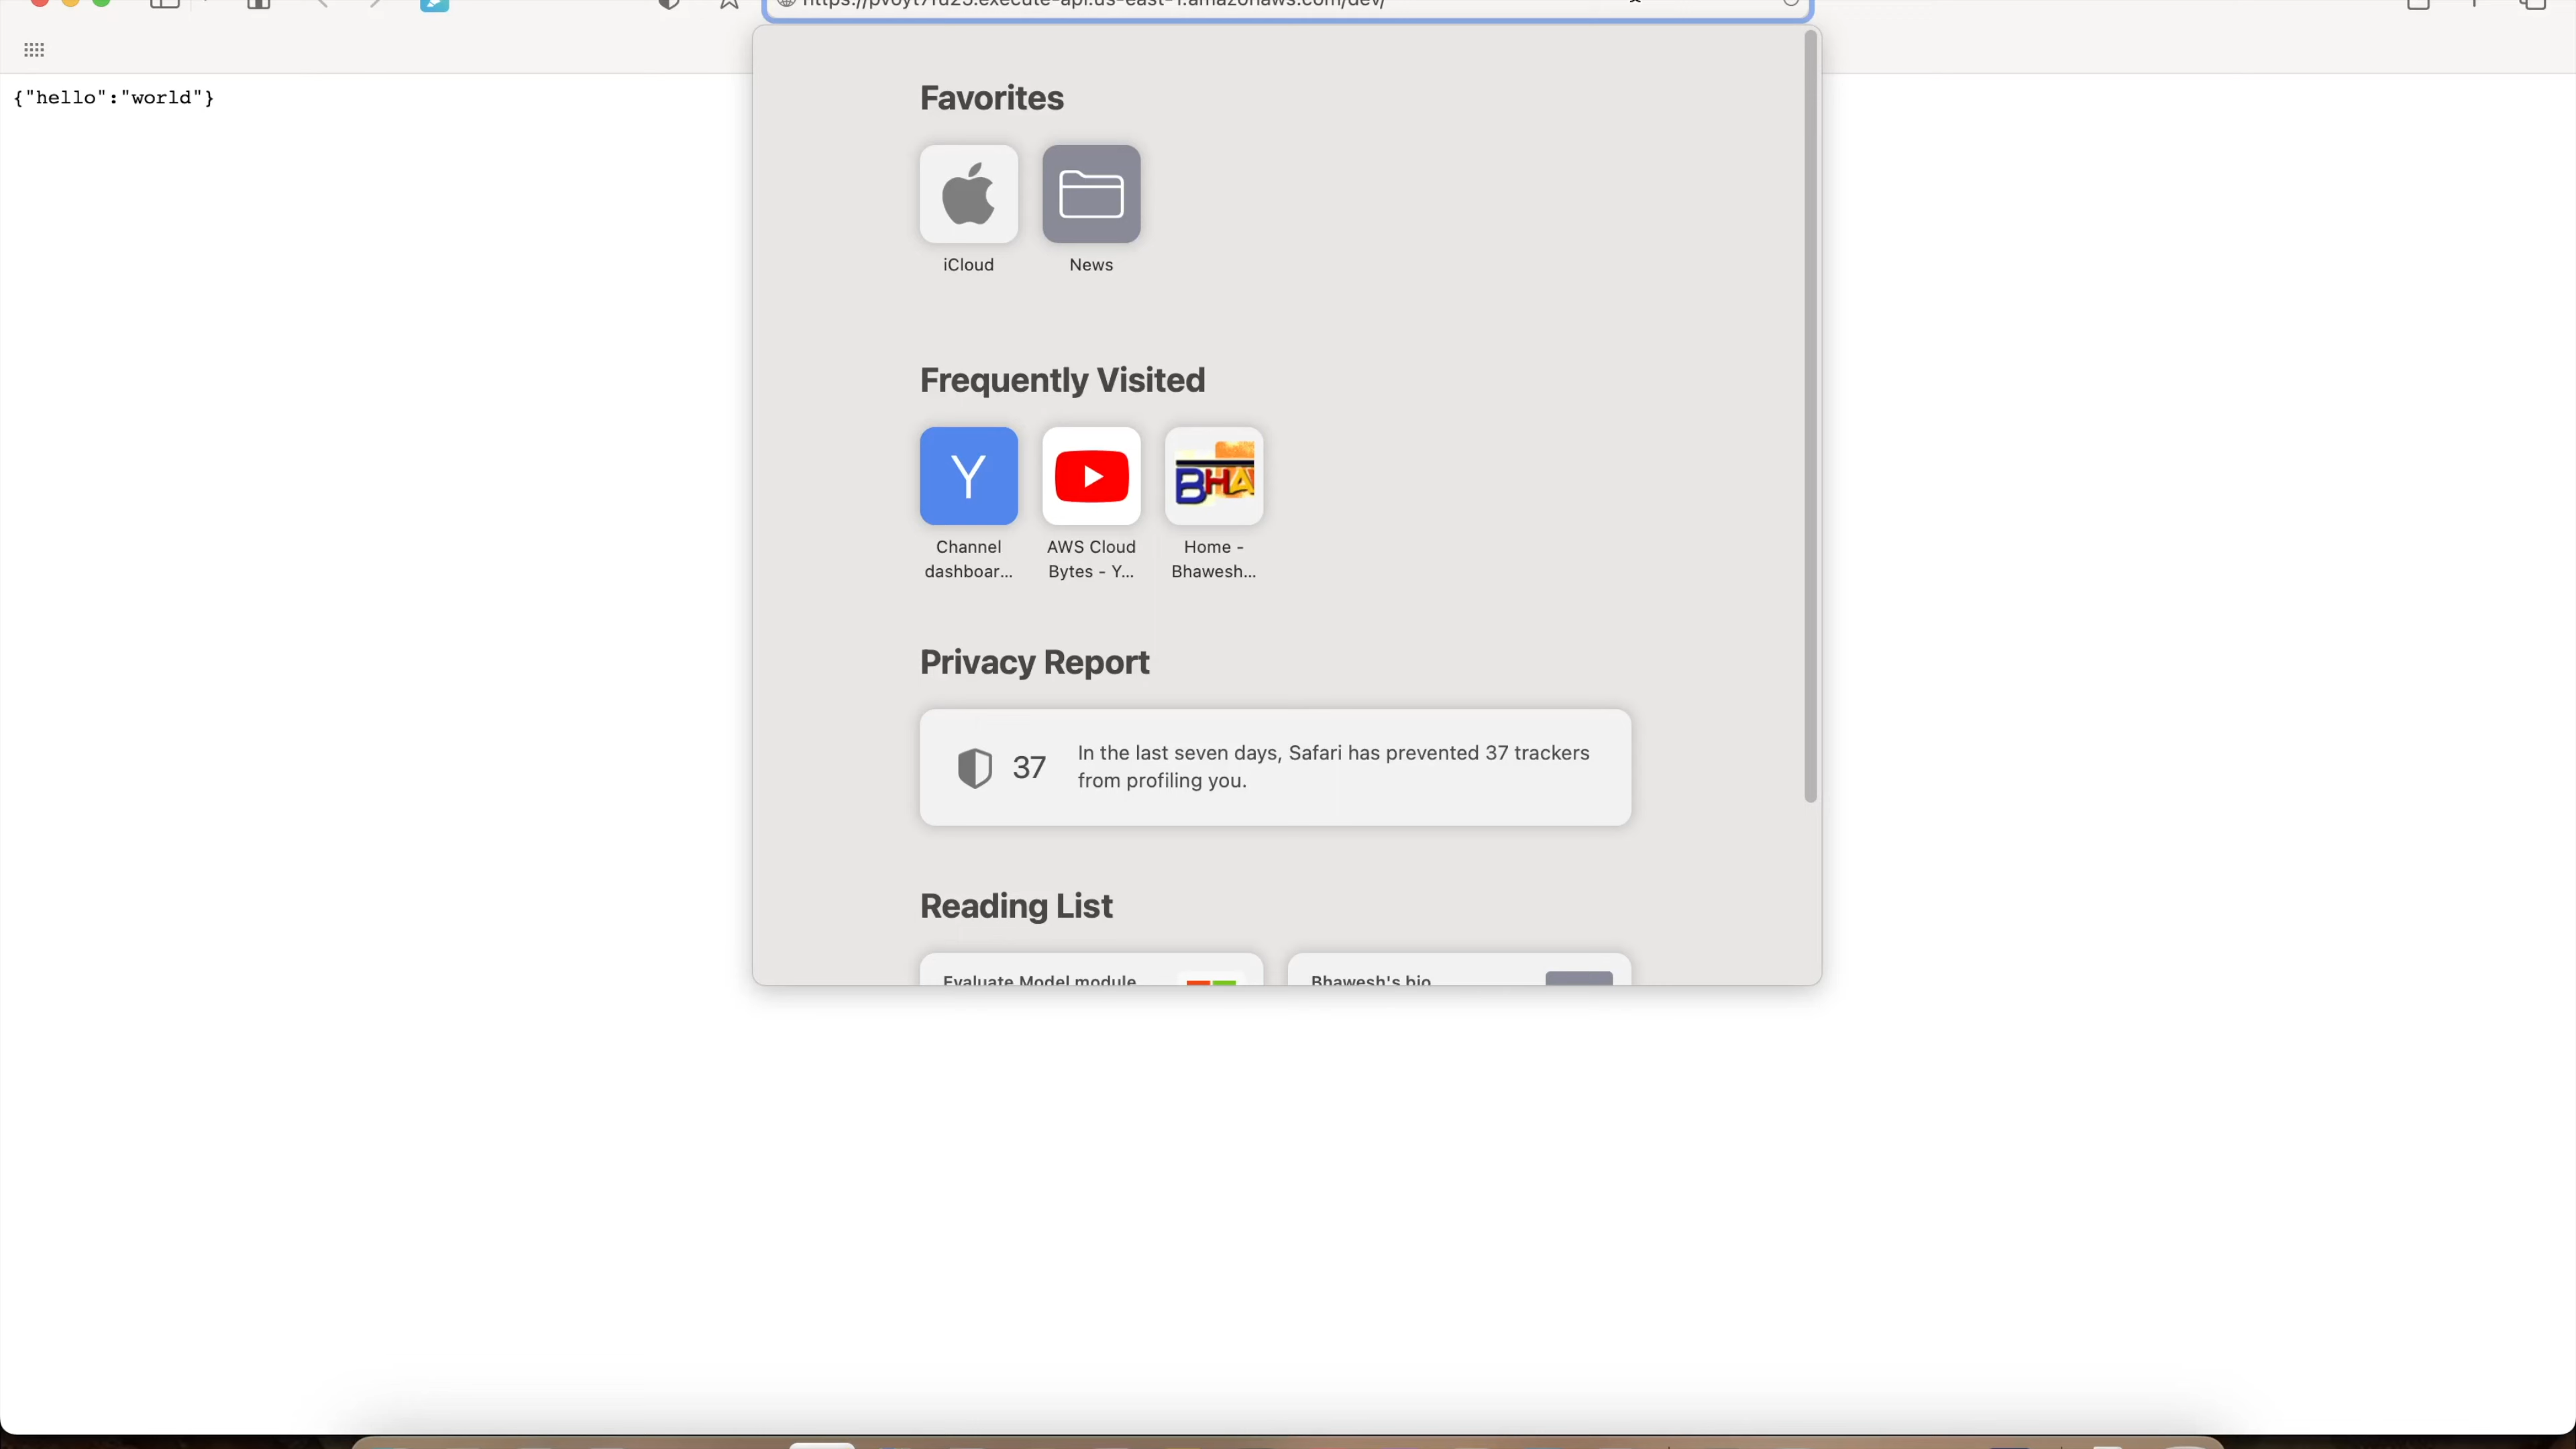 {"hello":"world"}
Favorites
iCloud
News
Frequently Visited
Y
BHA
Channel
dashboar...
AWS Cloud
Bytes - Y...
Home -
Bhawesh...
Privacy Report
37
In the last seven days, Safari has prevented 37 trackers
from profiling you.
Reading List
Evaluate Model module
Bhawesh's bio